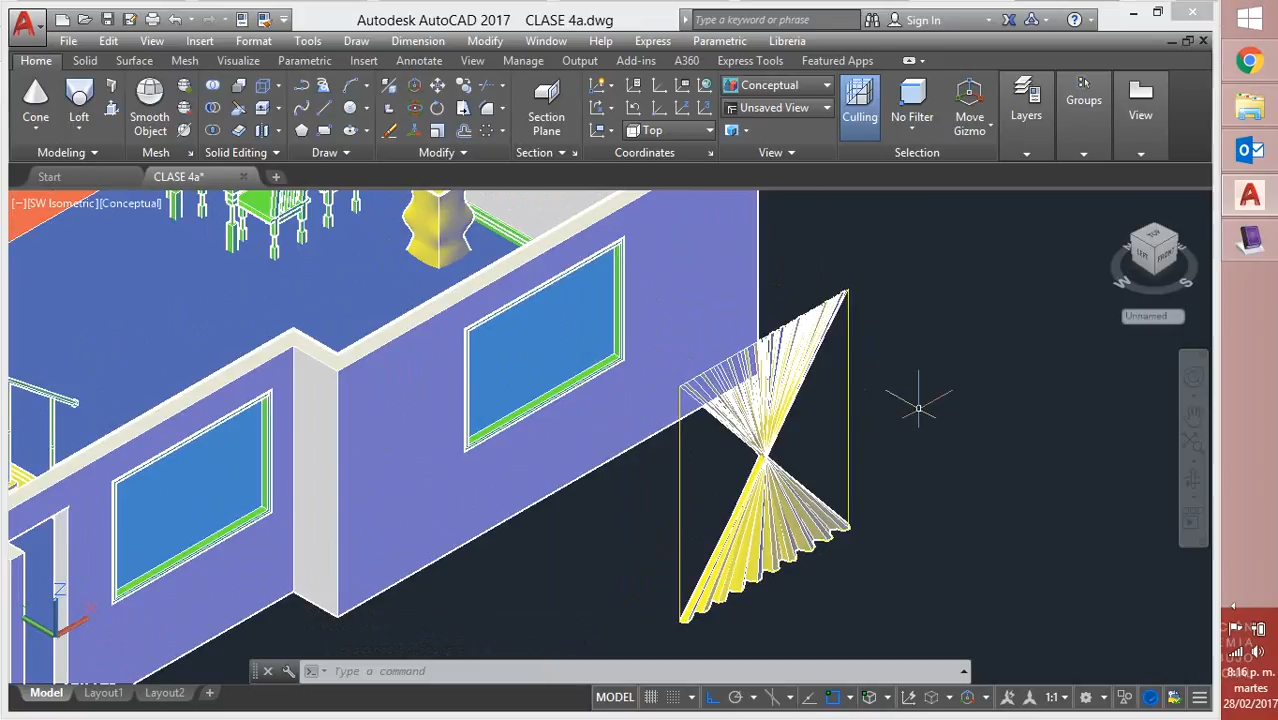 Autodesk AutoCAD 2017 CLASE 4a.dwg
Type a keyword or phrase
Sign In
File Edit View Insert Format Tools Draw Dimension Modify Window Help Express Parametric Libreria
Home Solid Surface Mesh Visualize Parametric Insert Annotate View Manage Output Add-ins A360 Express Tools Featured Apps
Cone Loft Smooth Object Section Plane
Conceptual
Unsaved View
Top
Culling No Filter Move Gizmo Layers Groups View
Modeling Mesh Solid Editing Draw Modify Section Coordinates View Selection
Start CLASE 4a*
[−][SW Isometric][Conceptual]
TOP
LEFT FRONT
W S
Unnamed
Z
Type a command
Model Layout1 Layout2
MODEL 1:1
8:16 p. m.
martes
28/02/2017